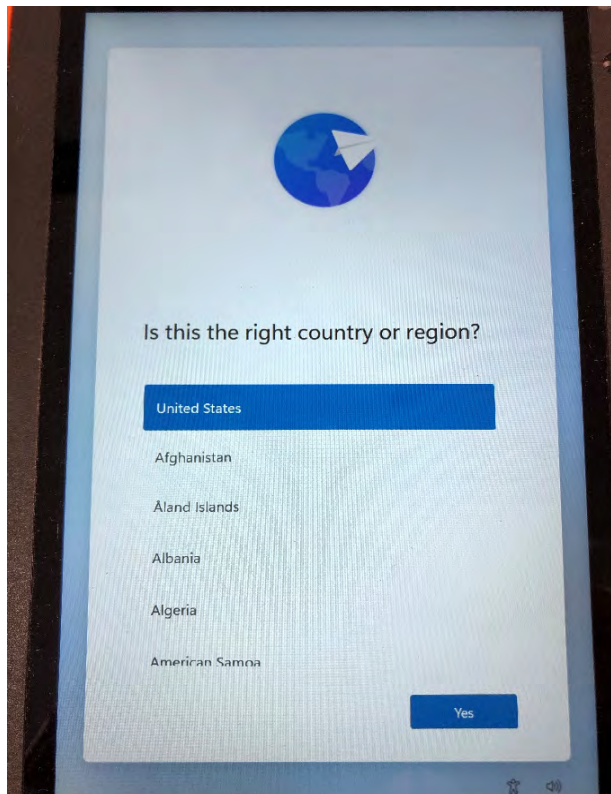 Is this the right country or region?
United States
Afghanistan
Åland Islands
Albania
Algeria
American Samoa
Yes